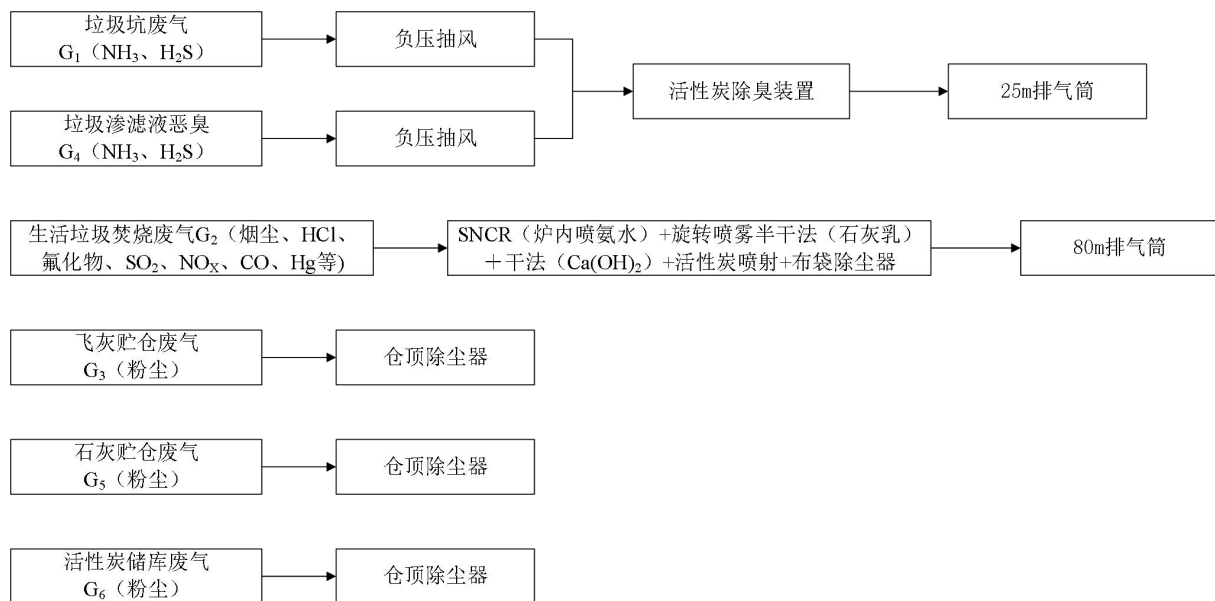 垃圾坑废气
G₁（NH₃、H₂S）
负压抽风
活性炭除臭装置
25m排气筒
垃圾渗滤液恶臭
G₄（NH₃、H₂S）
负压抽风
生活垃圾焚烧废气G₂（烟尘、HCl、
氟化物、SO₂、NOX、CO、Hg等)
SNCR（炉内喷氨水）+旋转喷雾半干法（石灰乳）
＋干法（Ca(OH)₂）+活性炭喷射+布袋除尘器
80m排气筒
飞灰贮仓废气
G₃（粉尘）
仓顶除尘器
石灰贮仓废气
G₅（粉尘）
仓顶除尘器
活性炭储库废气
G₆（粉尘）
仓顶除尘器